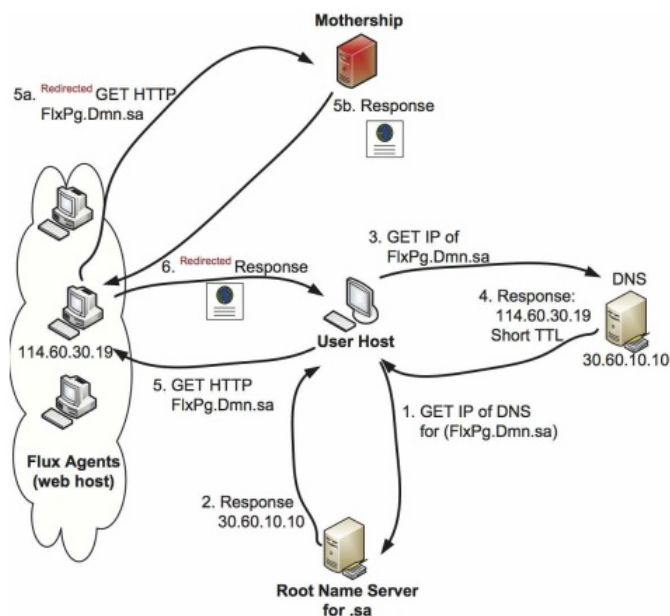 Mothership
5a. Redirected GET HTTP
FlxPg.Dmn.sa
5b. Response
3. GET IP of
FlxPg.Dmn.sa
DNS
6. Redirected Response
4. Response:
114.60.30.19
Short TTL
114.60.30.19
User Host
30.60.10.10
5. GET HTTP
FlxPg.Dmn.sa
1. GET IP of DNS
for (FlxPg.Dmn.sa)
Flux Agents
(web host)
2. Response
30.60.10.10
Root Name Server
for .sa